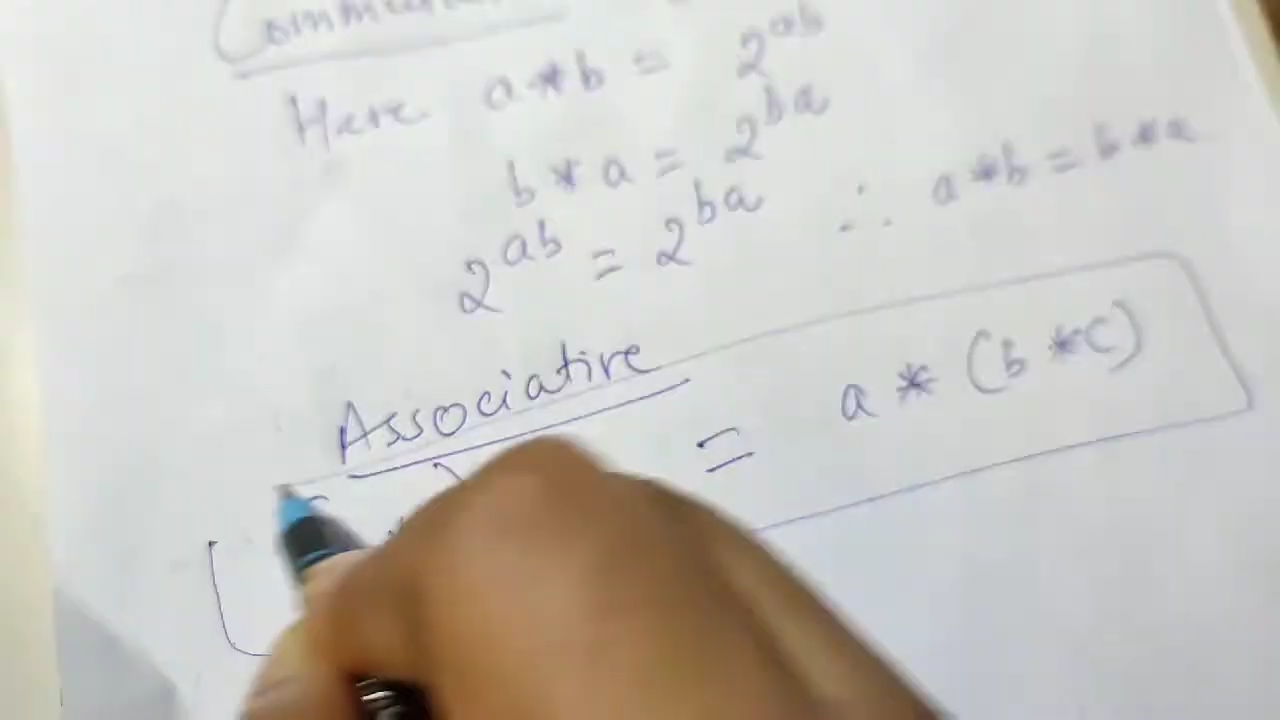 Here a * b = 2^ab
b * a = 2^ba
2^ab = 2^ba ∴ a * b = b * a
Associative
= a * (b * c)